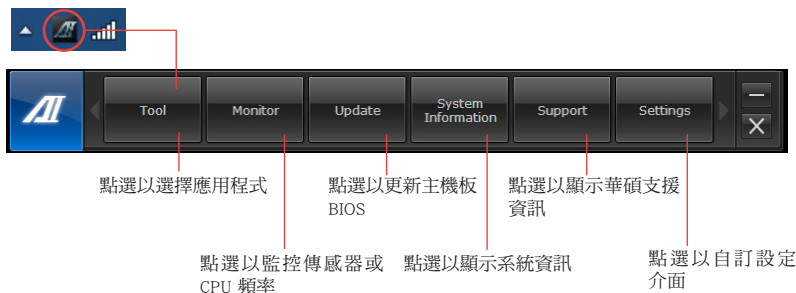 Tool
Monitor
Update
System
Information
Support
Settings
點選以選擇應用程式
點選以更新主機板
BIOS
點選以顯示華碩支援
資訊
點選以監控傳感器或
CPU 頻率
點選以顯示系統資訊
點選以自訂設定
介面